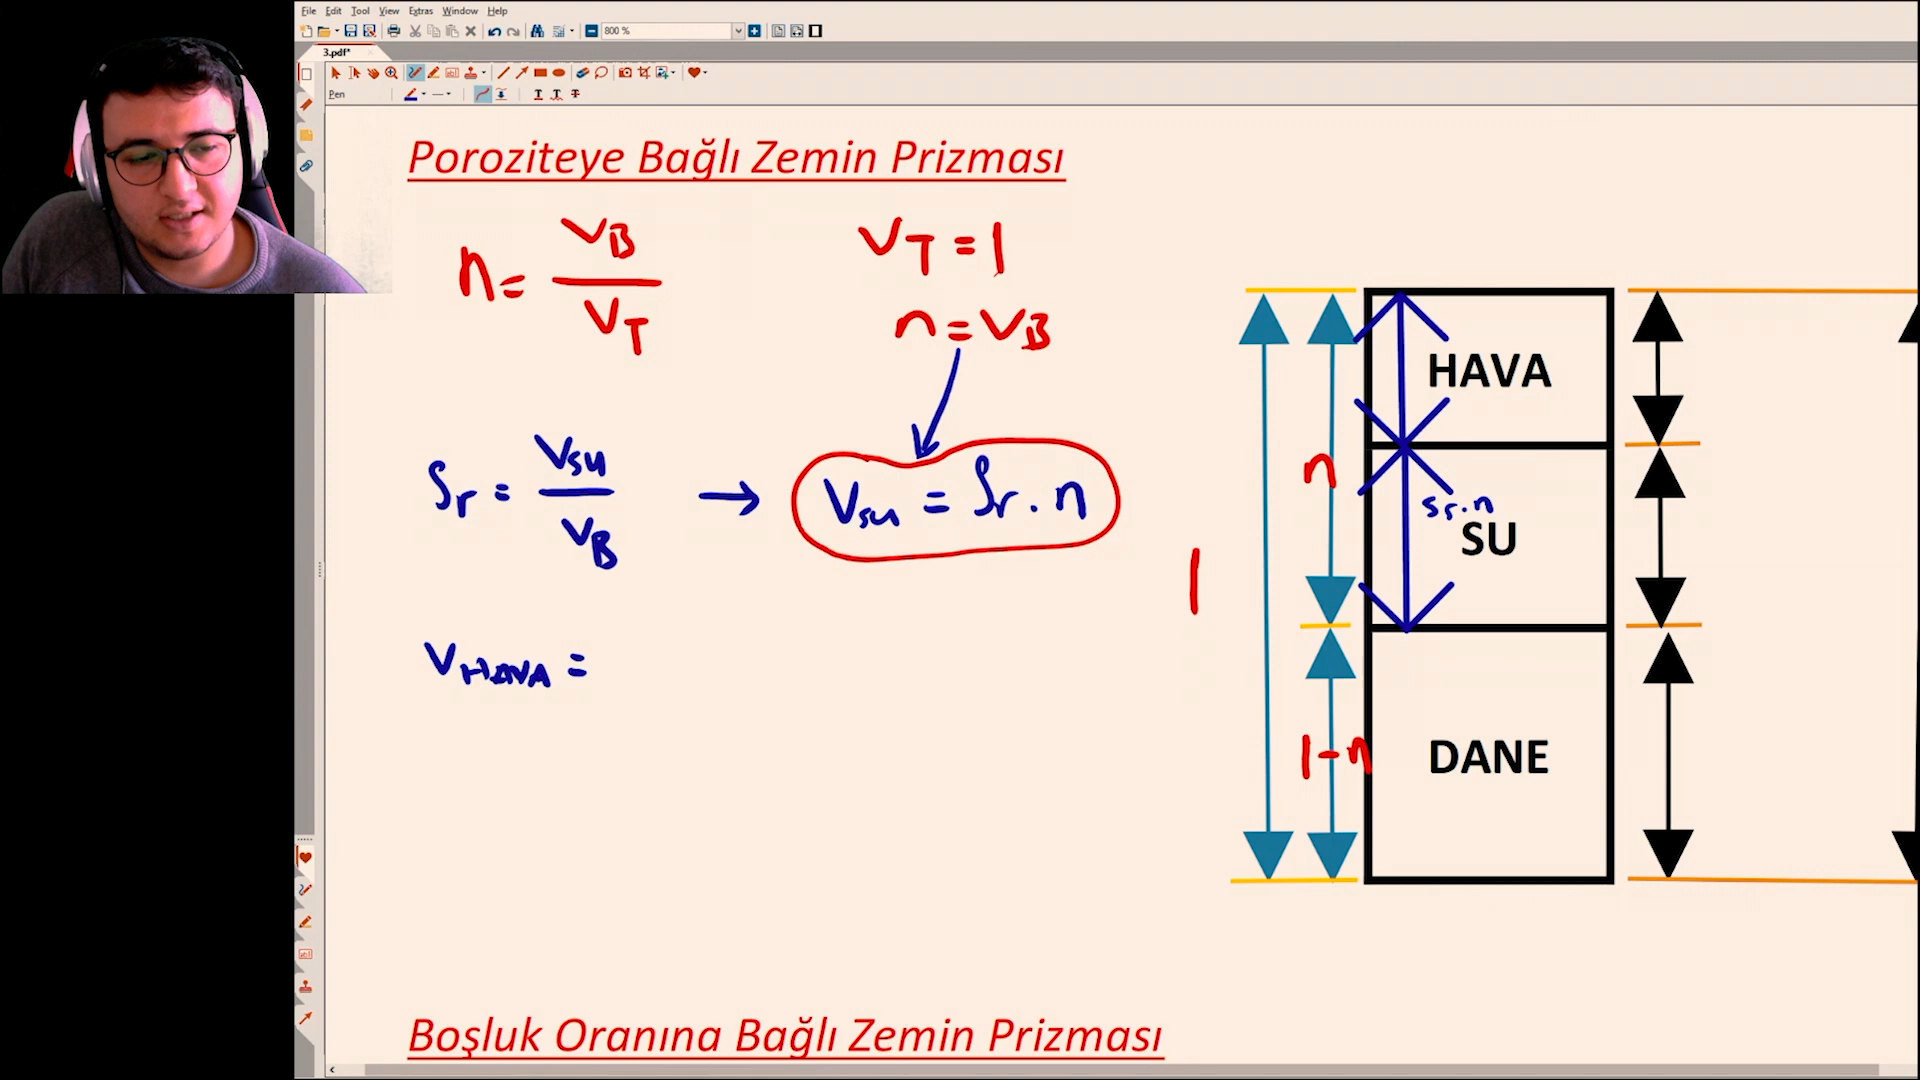 File Edit Tool View Extras Window Help
800 %
3.pdf*
Pen
Poroziteye Bağlı Zemin Prizması
n = VB / VT
VT = 1
n = VB
Sr = Vsu / VB → Vsu = Sr . n
VHAVA =
HAVA
n
Sr.n
SU
1
1-n
DANE
Boşluk Oranına Bağlı Zemin Prizması